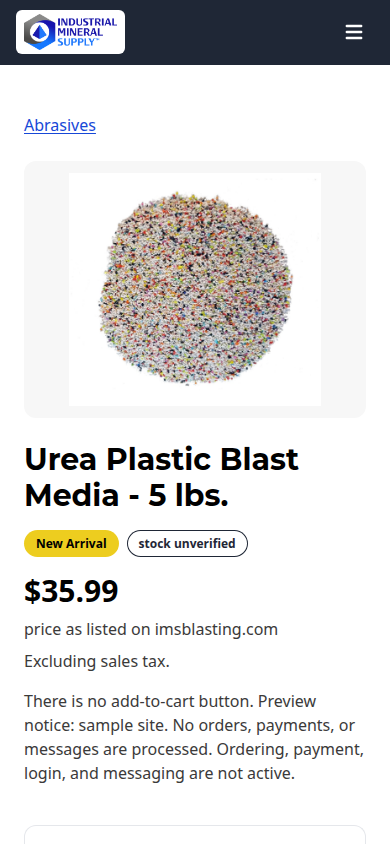 INDUSTRIAL
MINERAL
SUPPLY™
Abrasives
Urea Plastic Blast
Media - 5 lbs.
New Arrival
stock unverified
$35.99
price as listed on imsblasting.com
Excluding sales tax.
There is no add-to-cart button. Preview
notice: sample site. No orders, payments, or
messages are processed. Ordering, payment,
login, and messaging are not active.